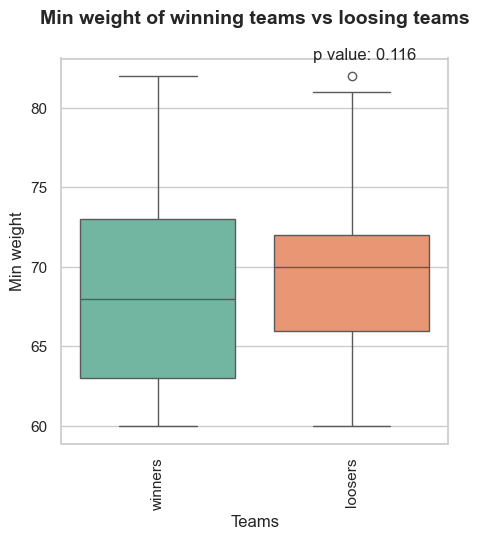 Min weight of winning teams vs loosing teams
p value: 0.116
80
75
70
65
60
Min weight
winners
loosers
Teams